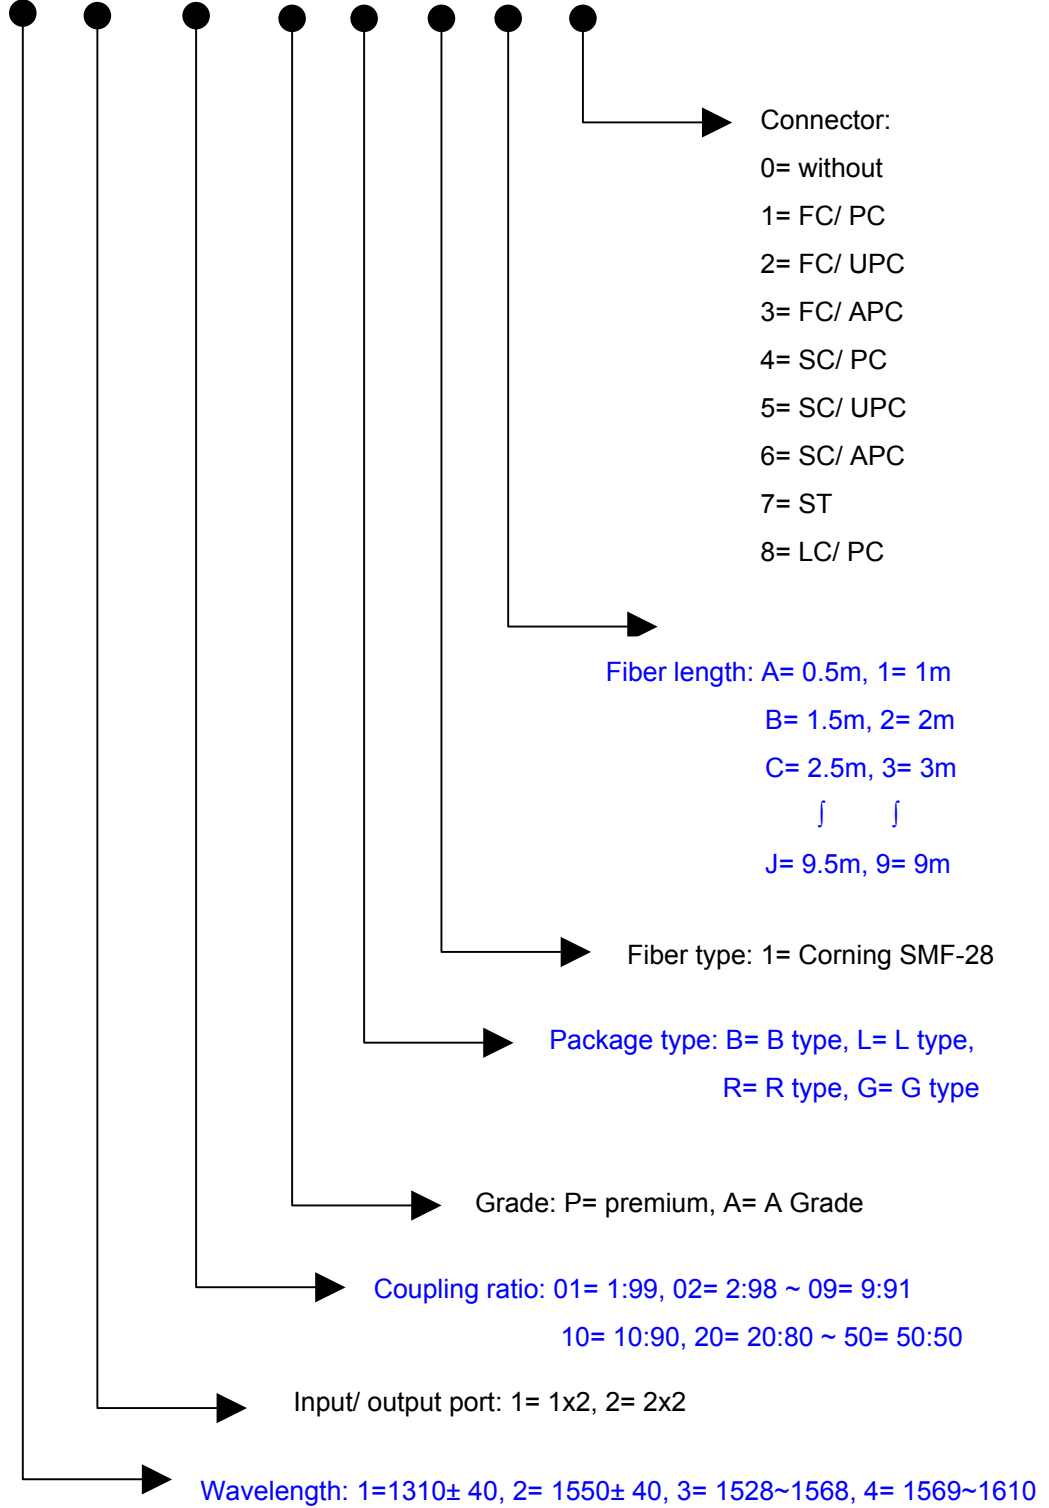 Connector:
0= without
1= FC/ PC
2= FC/ UPC
3= FC/ APC
4= SC/ PC
5= SC/ UPC
6= SC/ APC
7= ST
8= LC/ PC
Fiber length: A= 0.5m, 1= 1m
B= 1.5m, 2= 2m
C= 2.5m, 3= 3m
∫ ∫
J= 9.5m, 9= 9m
Fiber type: 1= Corning SMF-28
Package type: B= B type, L= L type,
R= R type, G= G type
Grade: P= premium, A= A Grade
Coupling ratio: 01= 1:99, 02= 2:98 ~ 09= 9:91
10= 10:90, 20= 20:80 ~ 50= 50:50
Input/ output port: 1= 1x2, 2= 2x2
Wavelength: 1=1310± 40, 2= 1550± 40, 3= 1528~1568, 4= 1569~1610